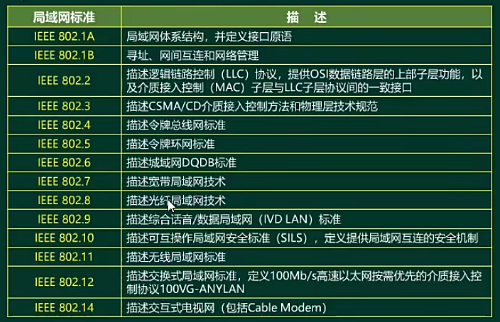 局域网标准 描 述
IEEE 802.1A 局域网体系结构，并定义接口原语
IEEE 802.1B 寻址、网间互连和网络管理
IEEE 802.2 描述逻辑链路控制（LLC）协议，提供OSI数据链路层的上部子层功能，以
及介质接入控制（MAC）子层与LLC子层协议间的一致接口
IEEE 802.3 描述CSMA/CD介质接入控制方法和物理层技术规范
IEEE 802.4 描述令牌总线网标准
IEEE 802.5 描述令牌环网标准
IEEE 802.6 描述城域网DQDB标准
IEEE 802.7 描述宽带局域网技术
IEEE 802.8 描述光纤局域网技术
IEEE 802.9 描述综合话音/数据局域网（IVD LAN）标准
IEEE 802.10 描述可互操作局域网安全标准（SILS），定义提供局域网互连的安全机制
IEEE 802.11 描述无线局域网标准
IEEE 802.12 描述交换式局域网标准，定义100Mb/s高速以太网按需优先的介质接入控
制协议100VG-ANYLAN
IEEE 802.14 描述交互式电视网（包括Cable Modem）